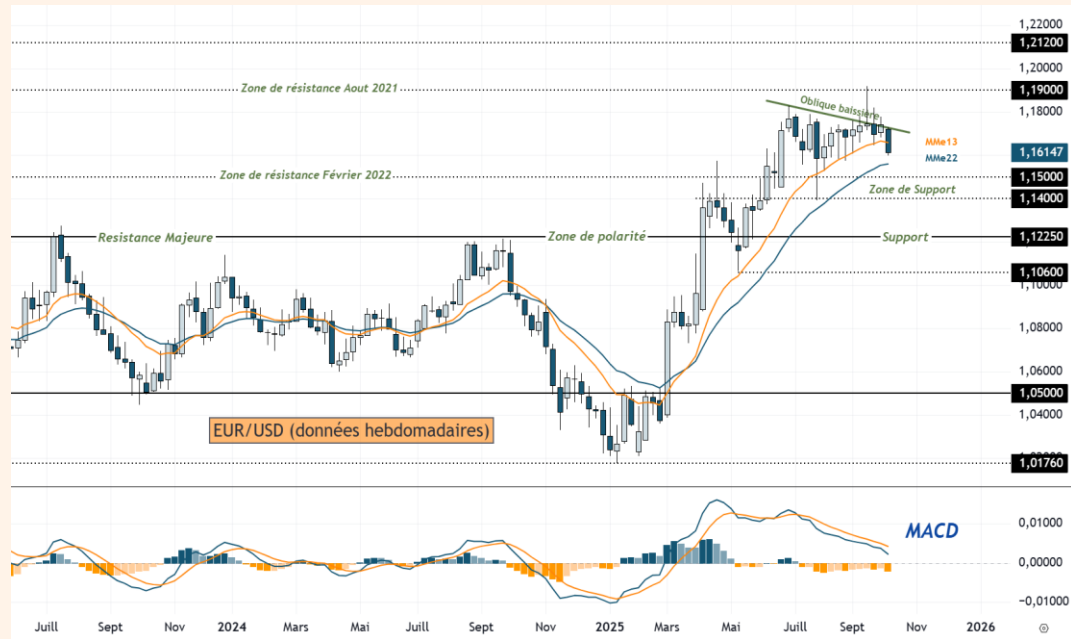 1,22000
1,21200
1,20000
Zone de résistance Aout 2021
1,19000
Oblique baissière
1,18000
MMe13
1,16147
MMe22
Zone de résistance Février 2022
1,15000
Zone de Support
1,14000
Resistance Majeure
Zone de polarité
Support
1,12250
1,10600
1,10000
1,08000
1,06000
1,05000
1,04000
EUR/USD (données hebdomadaires)
1,01760
0,01000
MACD
0,00000
−0,01000
Juill Sept Nov 2024 Mars Mai Juill Sept Nov 2025 Mars Mai Juill Sept Nov 2026